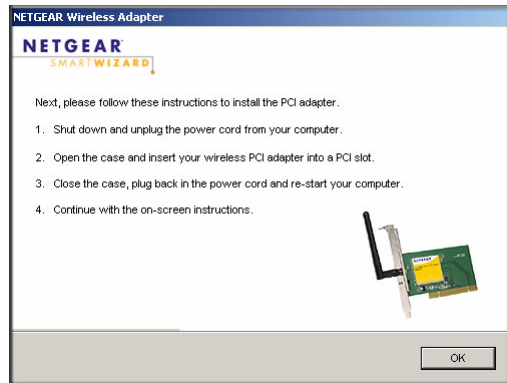 NETGEAR Wireless Adapter
NETGEAR
SMARTWIZARD
Next, please follow these instructions to install the PCI adapter.
1. Shut down and unplug the power cord from your computer.
2. Open the case and insert your wireless PCI adapter into a PCI slot.
3. Close the case, plug back in the power cord and re-start your computer.
4. Continue with the on-screen instructions.
NETGEAR
OK